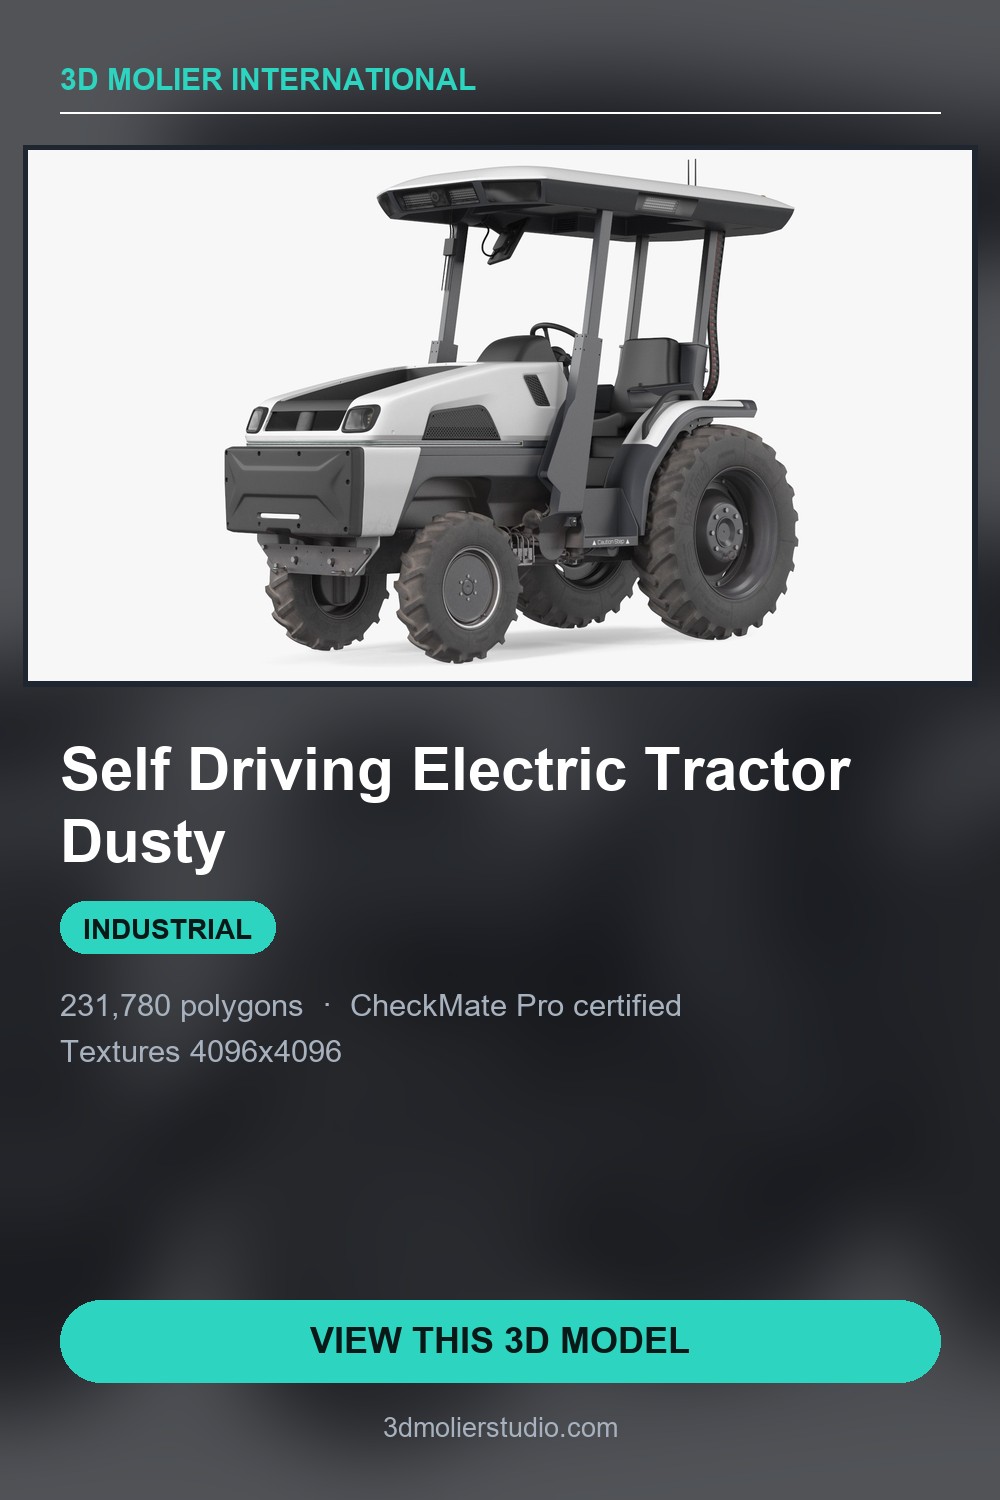 3D MOLIER INTERNATIONAL
Self Driving Electric Tractor
Dusty
INDUSTRIAL
231,780 polygons · CheckMate Pro certified
Textures 4096x4096
VIEW THIS 3D MODEL
3dmolierstudio.com